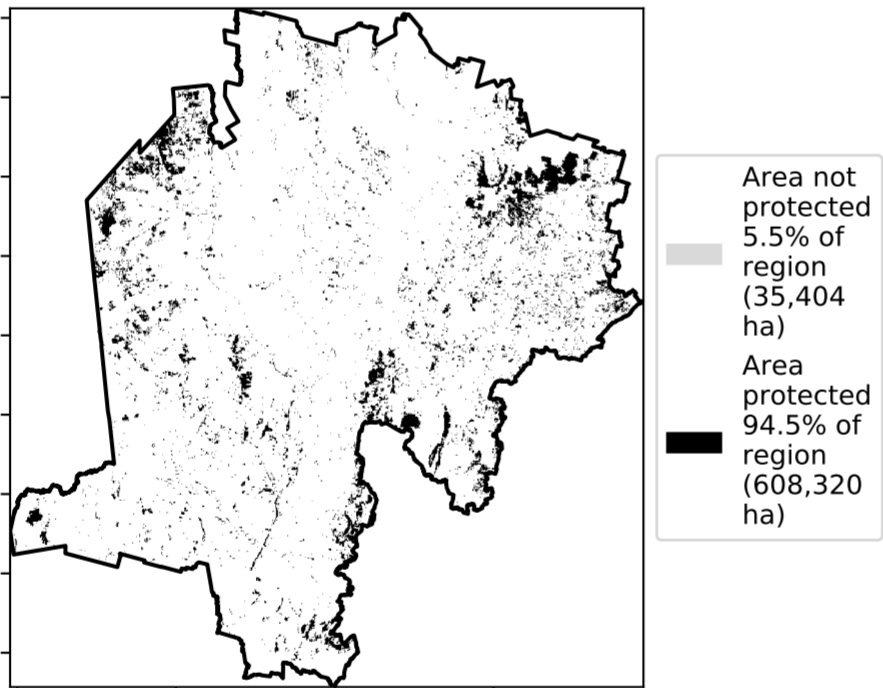 Area not
protected
5.5% of
region
(35,404
ha)
Area
protected
94.5% of
region
(608,320
ha)